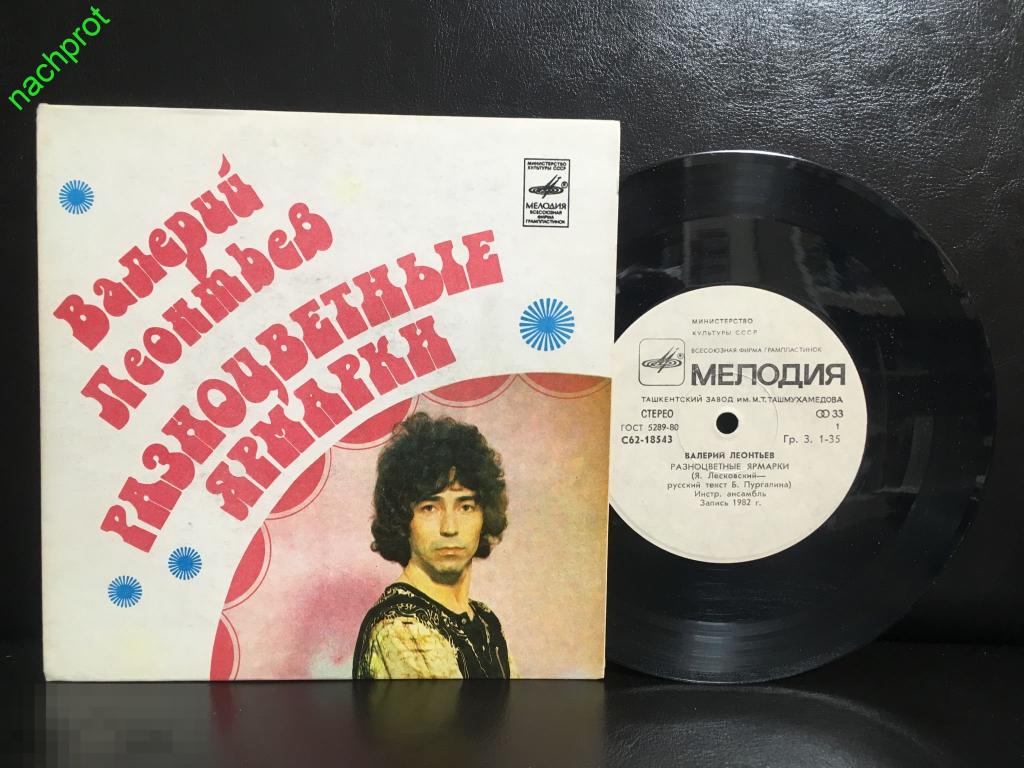 nachprot
Валерий
Леонтьев
РАЗНОЦВЕТНЫЕ
ЯРМАРКИ
МИНИСТЕРСТВО
КУЛЬТУРЫ СССР
МЕЛОДИЯ
ВСЕСОЮЗНАЯ
ФИРМА
ГРАМПЛАСТИНОК
МИНИСТЕРСТВО
КУЛЬТУРЫ СССР
ВСЕСОЮЗНАЯ ФИРМА ГРАМПЛАСТИНОК
МЕЛОДИЯ
ТАШКЕНТСКИЙ ЗАВОД ИМ. М.Т. ТАШМУХАМЕДОВА
СТЕРЕО 33
ГОСТ 5289-80 1
С62-18543 Гр. 3. 1-35
ВАЛЕРИЙ ЛЕОНТЬЕВ
РАЗНОЦВЕТНЫЕ ЯРМАРКИ
(Я. Лесковский—
русский текст Б. Пургалина)
Инстр. ансамбль
Запись 1982 г.